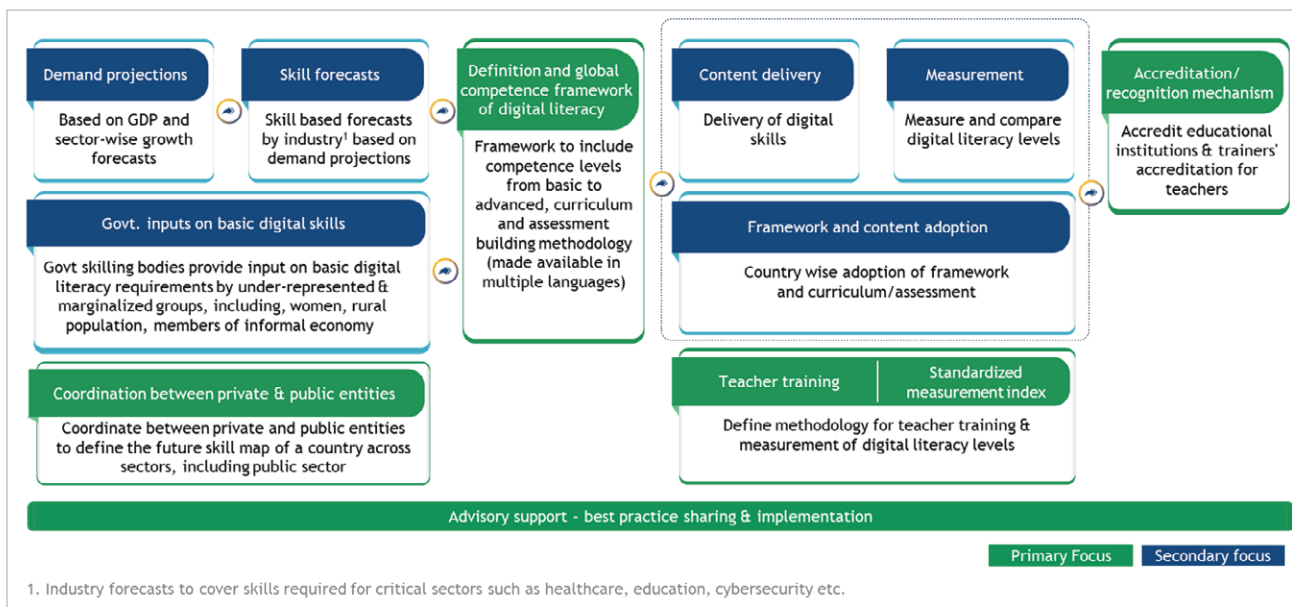 Demand projections
Based on GDP and
sector-wise growth
forecasts
Skill forecasts
Skill based forecasts
by industry¹ based on
demand projections
Govt. inputs on basic digital skills
Govt skilling bodies provide input on basic digital
literacy requirements by under-represented &
marginalized groups, including, women, rural
population, members of informal economy
Coordination between private & public entities
Coordinate between private and public entities
to define the future skill map of a country across
sectors, including public sector
Definition and global
competence framework
of digital literacy
Framework to include
competence levels
from basic to
advanced, curriculum
and assessment
building methodology
(made available in
multiple languages)
Content delivery
Delivery of digital
skills
Measurement
Measure and compare
digital literacy levels
Framework and content adoption
Country wise adoption of framework
and curriculum/assessment
Teacher training
Standardized
measurement index
Define methodology for teacher training &
measurement of digital literacy levels
Accreditation/
recognition mechanism
Accredit educational
institutions & trainers'
accreditation for
teachers
Advisory support - best practice sharing & implementation
Primary Focus
Secondary focus
1. Industry forecasts to cover skills required for critical sectors such as healthcare, education, cybersecurity etc.